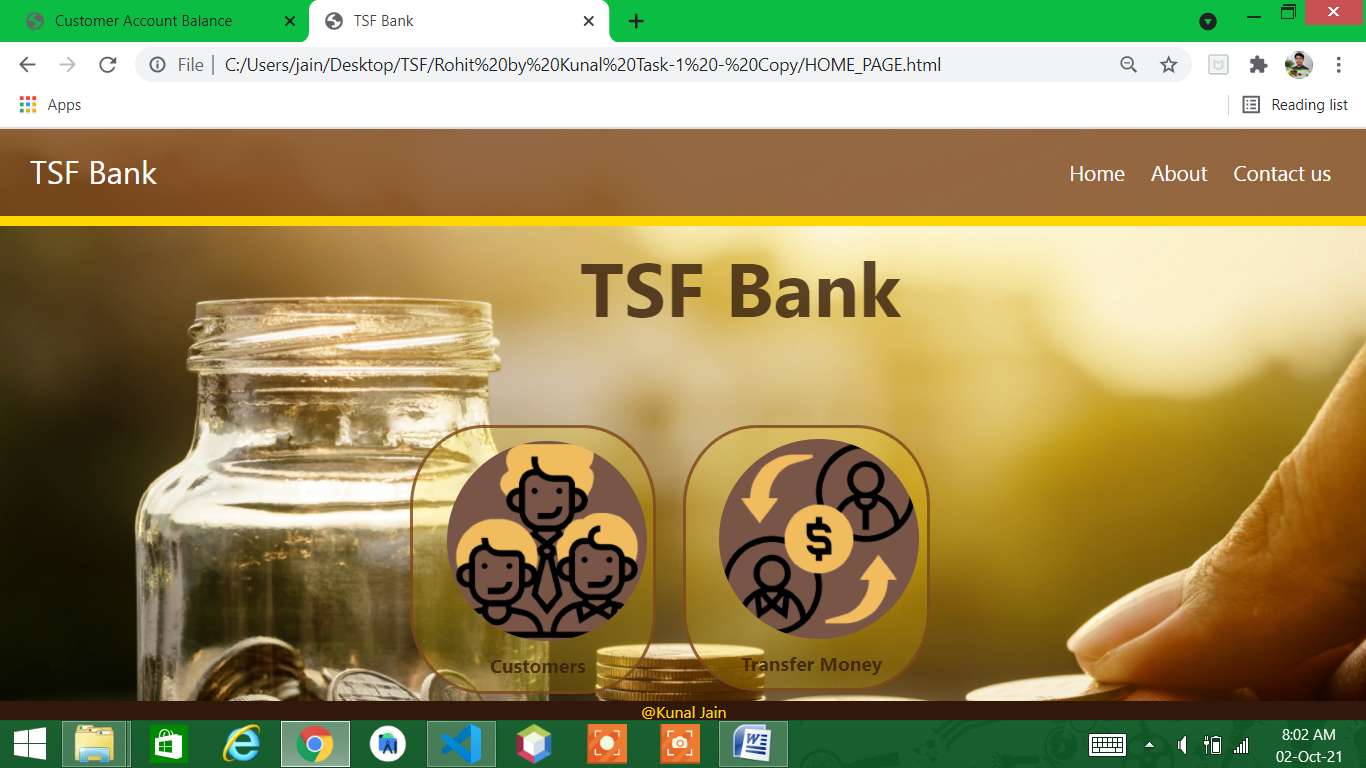 Customer Account Balance
TSF Bank
File | C:/Users/jain/Desktop/TSF/Rohit%20by%20Kunal%20Task-1%20-%20Copy/HOME_PAGE.html
Apps
Reading list
TSF Bank
Home About Contact us
TSF Bank
$
Customers
Transfer Money
@Kunal Jain
W
8:02 AM
02-Oct-21